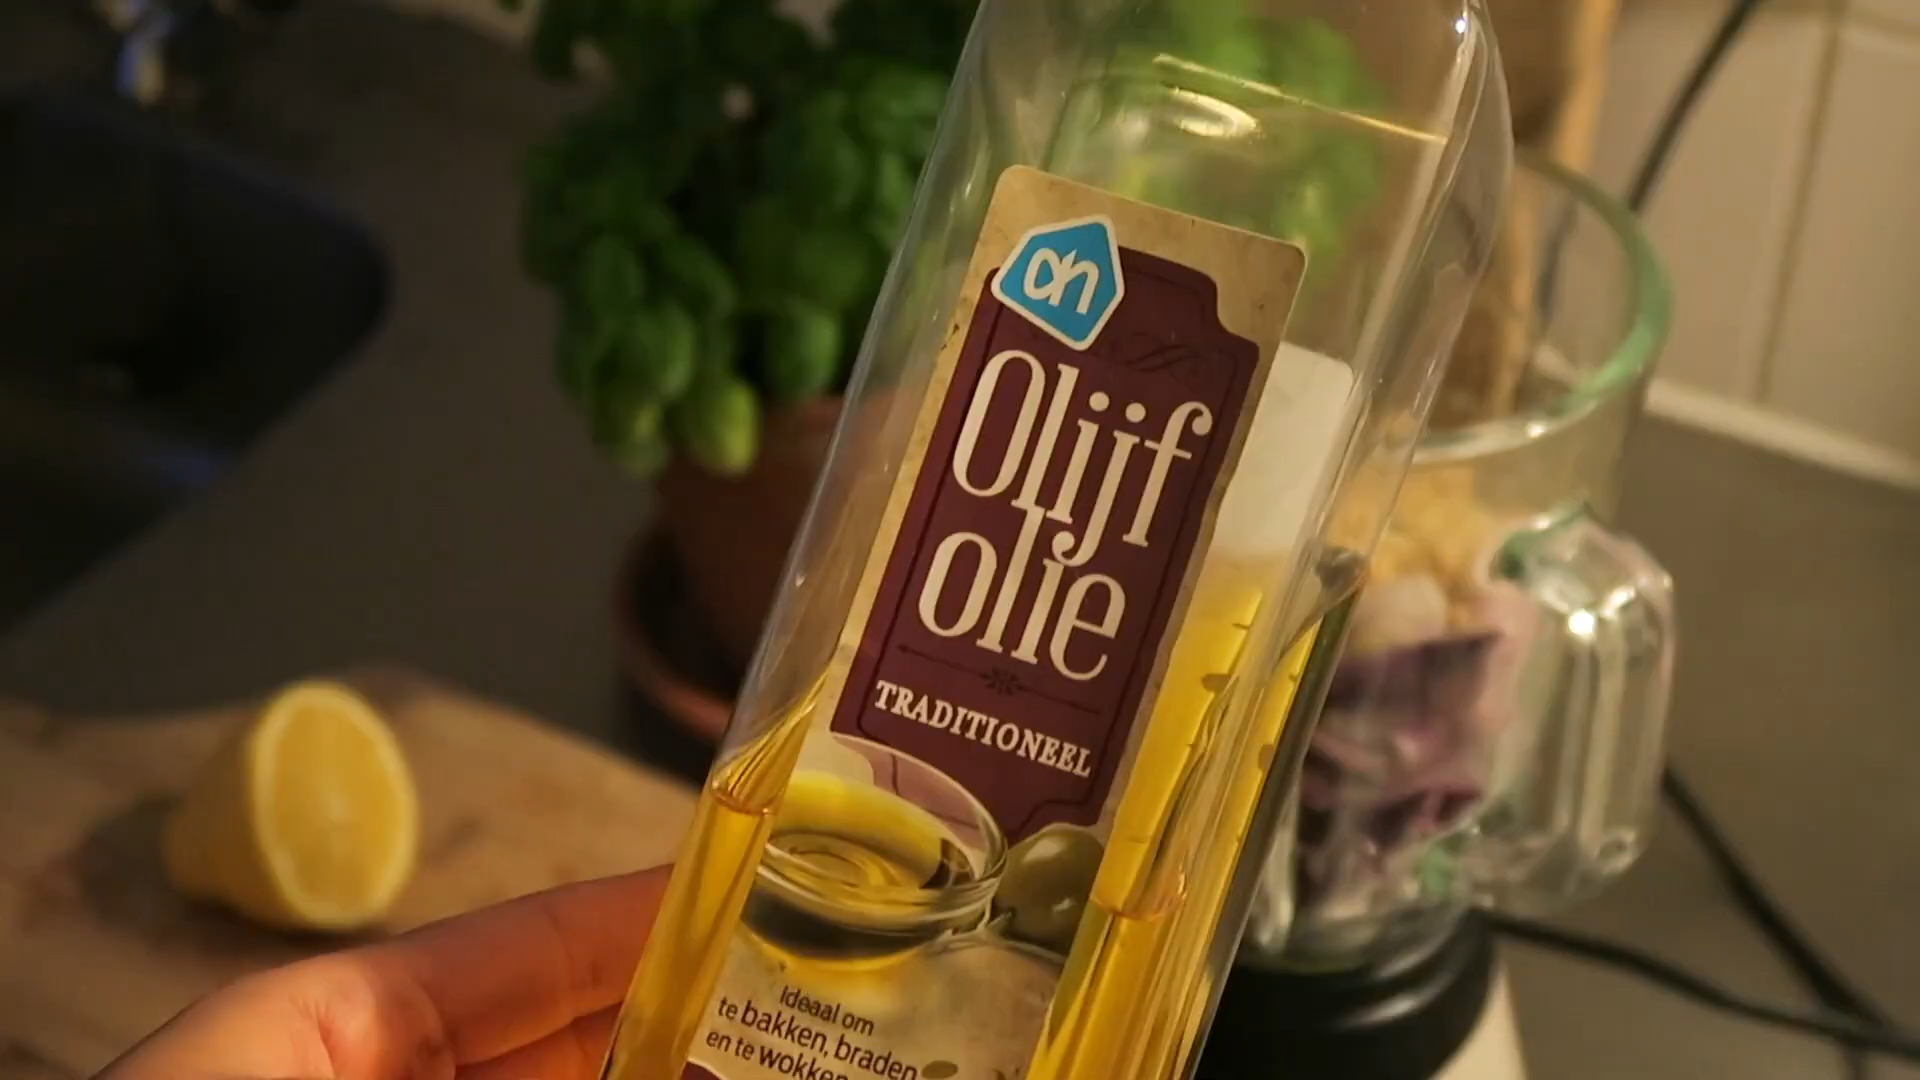 ah
Olijf
olie
TRADITIONEEL
ideaal om
te bakken, braden
en te wokken